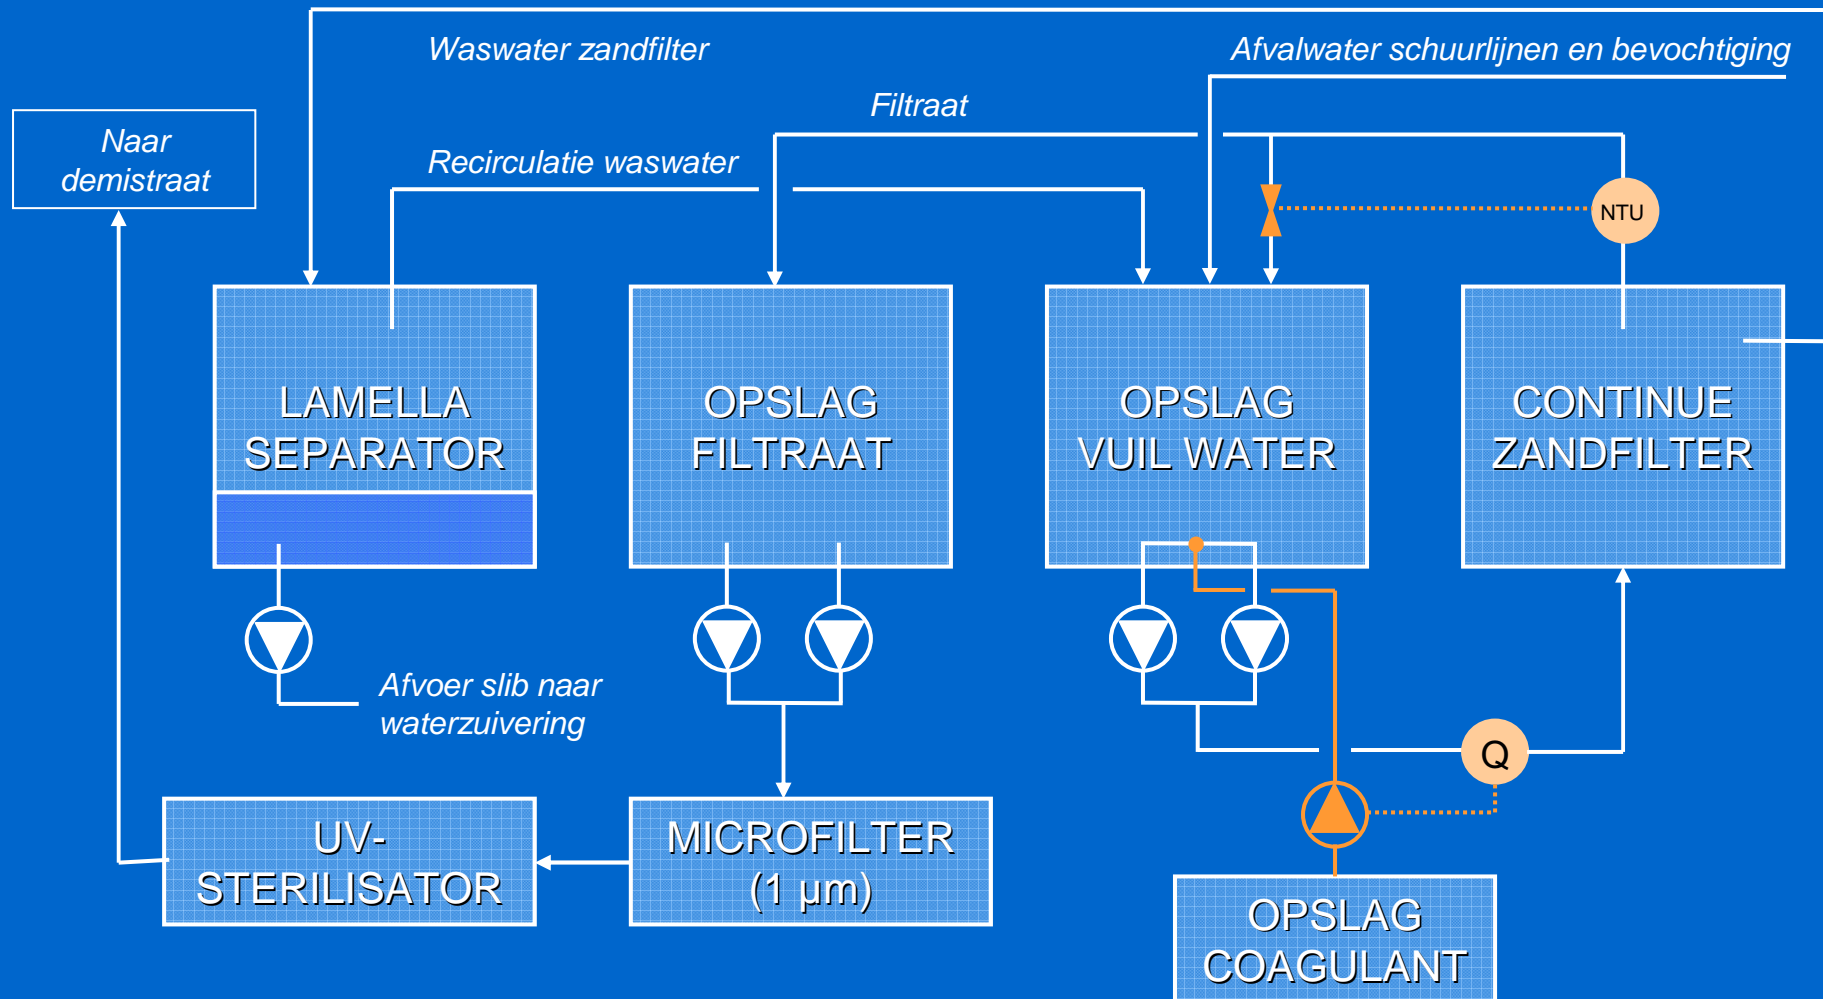 Waswater zandfilter
Afvalwater schuurlijnen en bevochtiging
Filtraat
Naar
demistraat
Recirculatie waswater
NTU
LAMELLA
SEPARATOR
OPSLAG
FILTRAAT
OPSLAG
VUIL WATER
CONTINUE
ZANDFILTER
Afvoer slib naar
waterzuivering
Q
UV-
STERILISATOR
MICROFILTER
(1 µm)
OPSLAG
COAGULANT